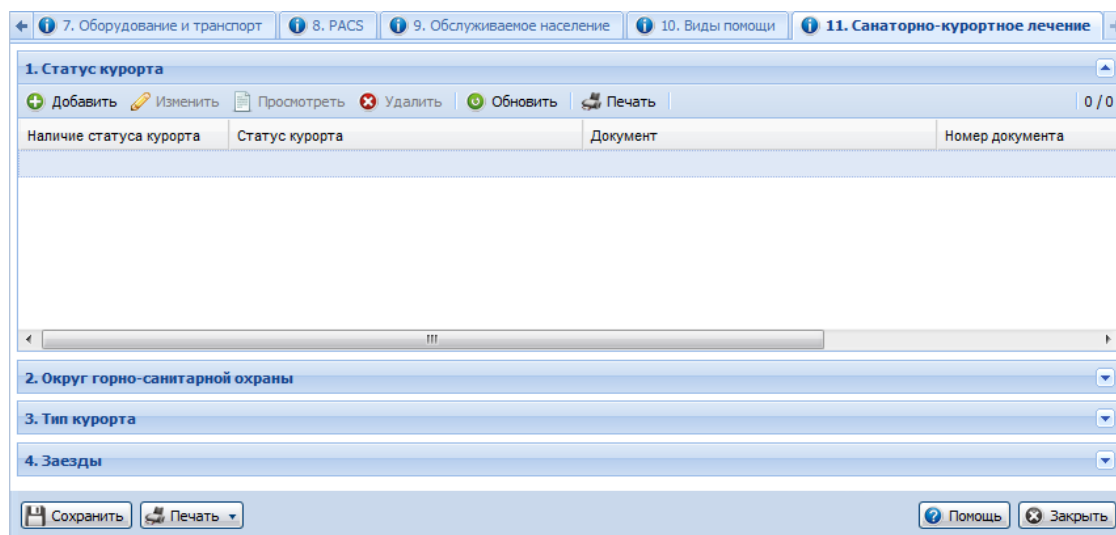 7. Оборудование и транспорт 8. PACS 9. Обслуживаемое население 10. Виды помощи 11. Санаторно-курортное лечение
1. Статус курорта
Добавить Изменить Просмотреть Удалить Обновить Печать 0 / 0
Наличие статуса курорта Статус курорта Документ Номер документа
2. Округ горно-санитарной охраны
3. Тип курорта
4. Заезды
Сохранить Печать Помощь Закрыть